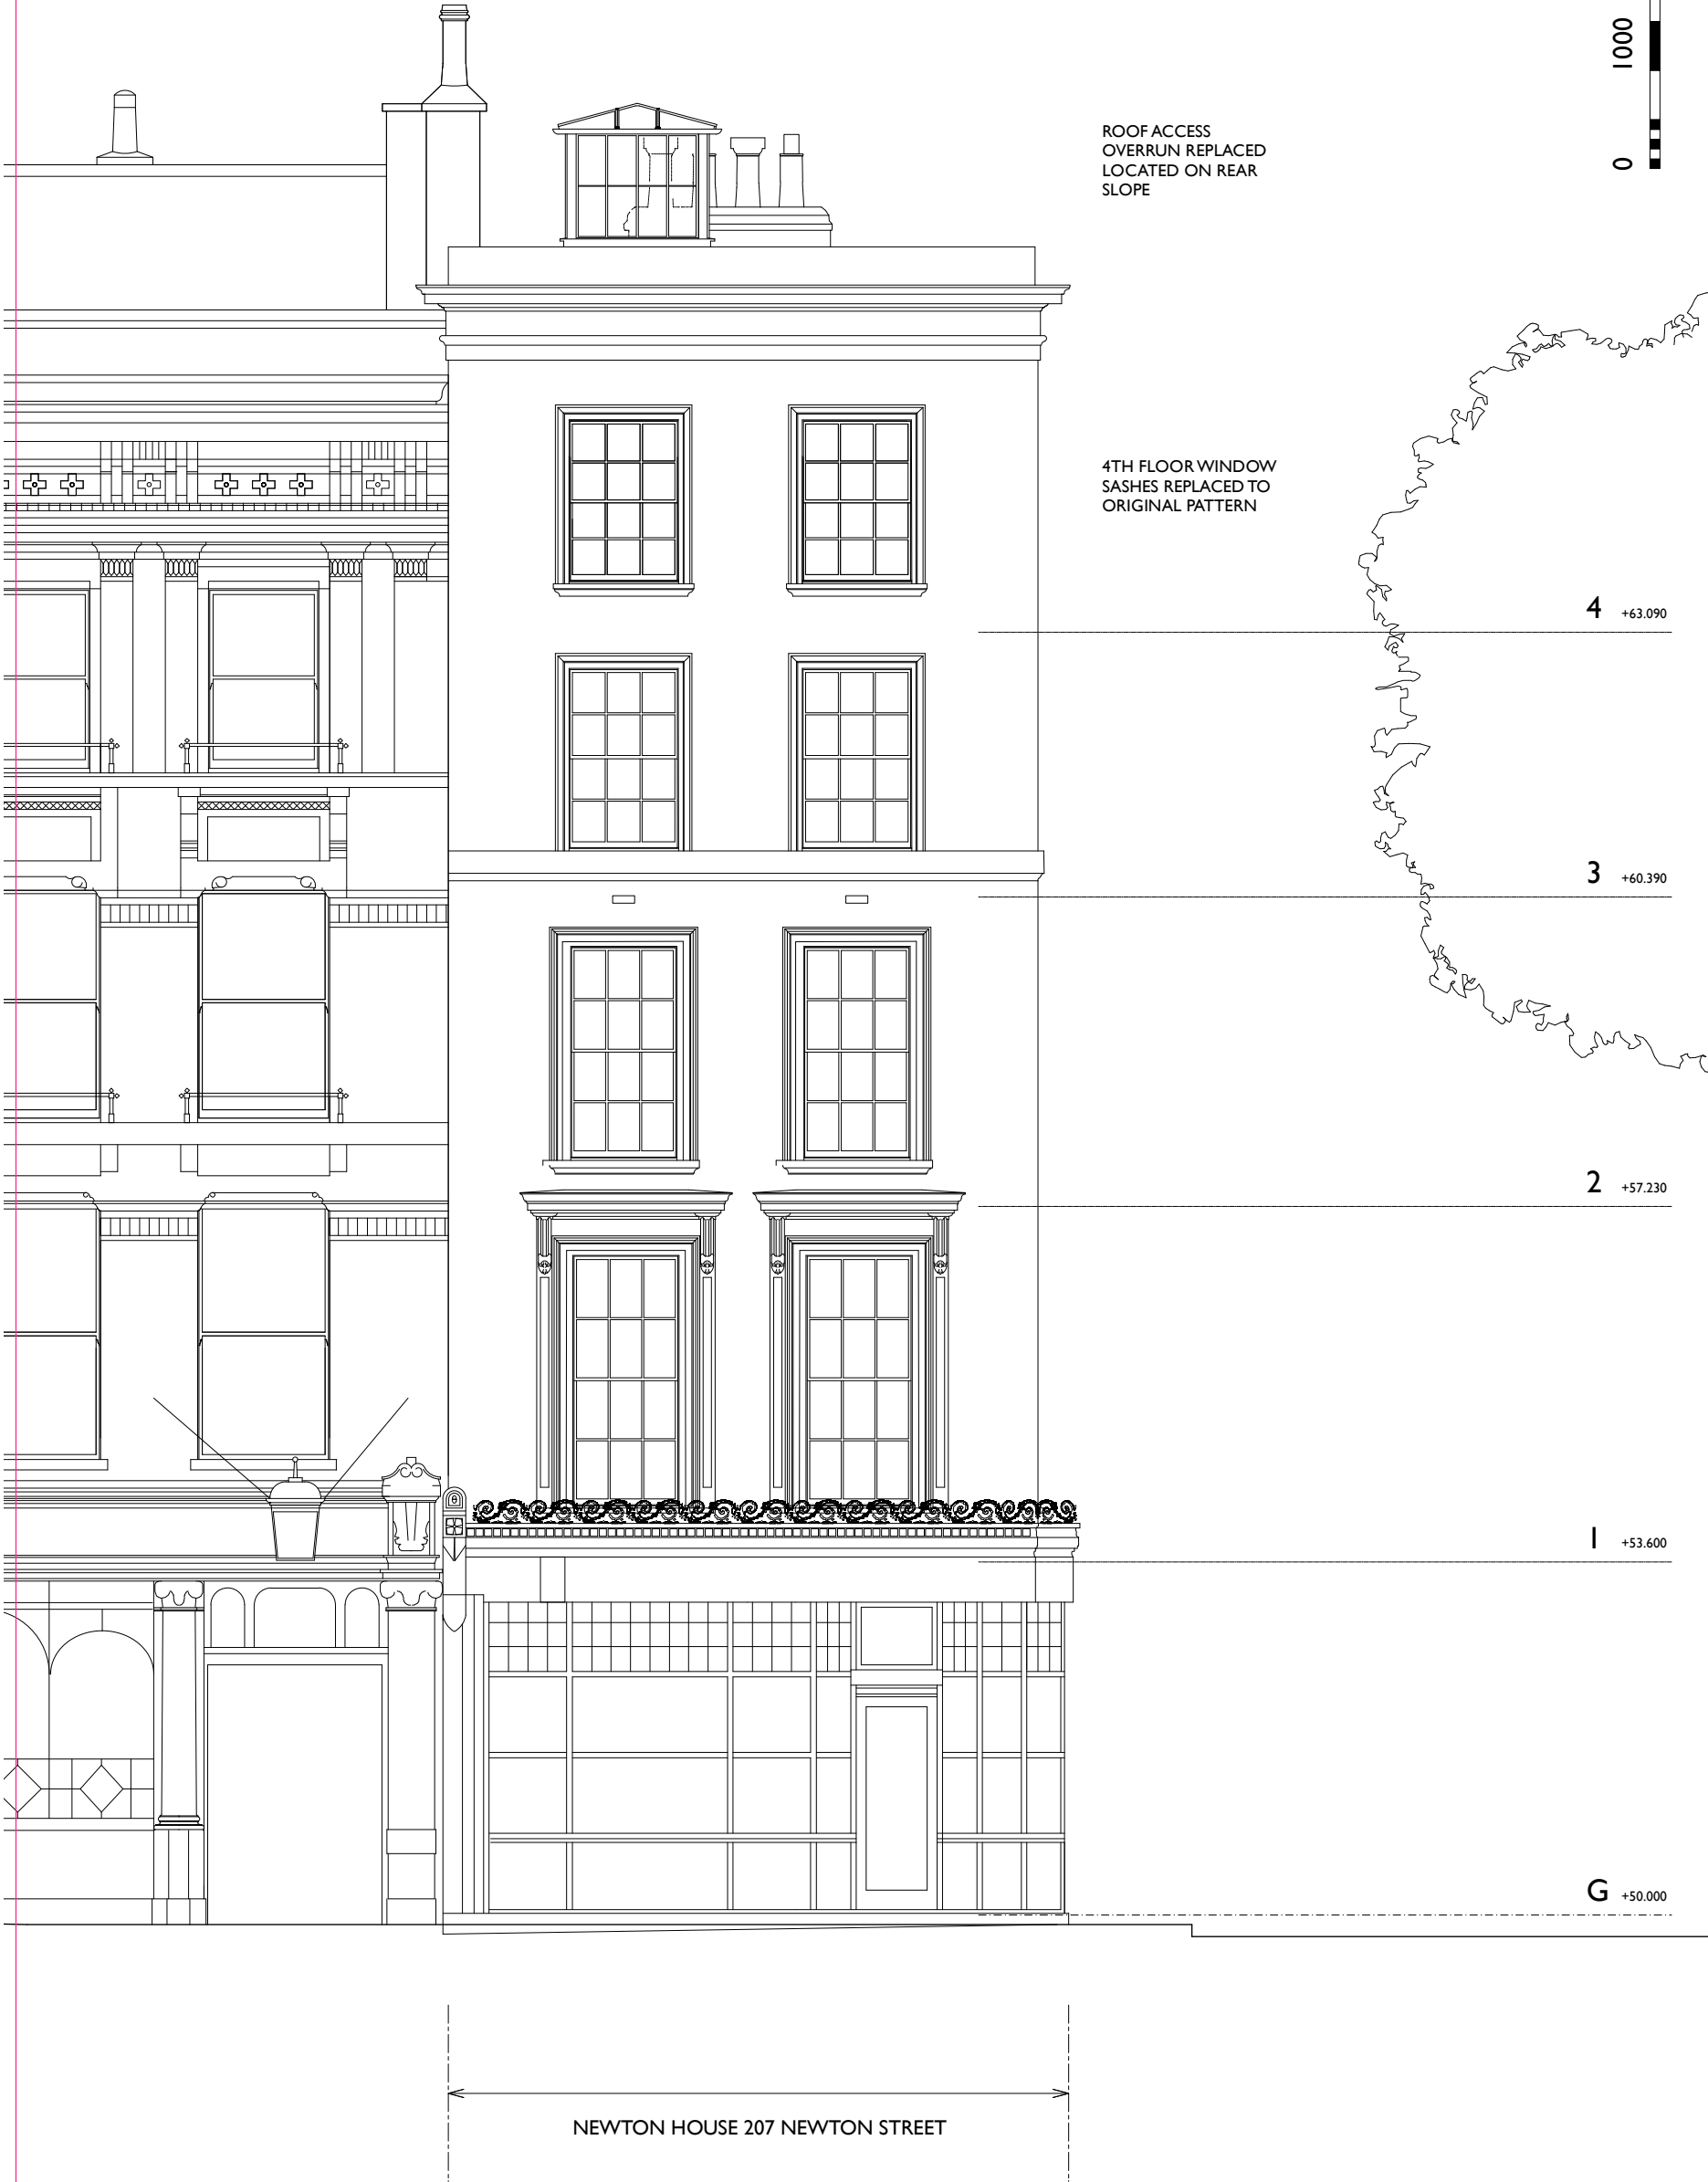 1000
0
ROOF ACCESS
OVERRUN REPLACED
LOCATED ON REAR
SLOPE
4TH FLOOR WINDOW
SASHES REPLACED TO
ORIGINAL PATTERN
4 +63.090
3 +60.390
2 +57.230
1 +53.600
G +50.000
NEWTON HOUSE 207 NEWTON STREET